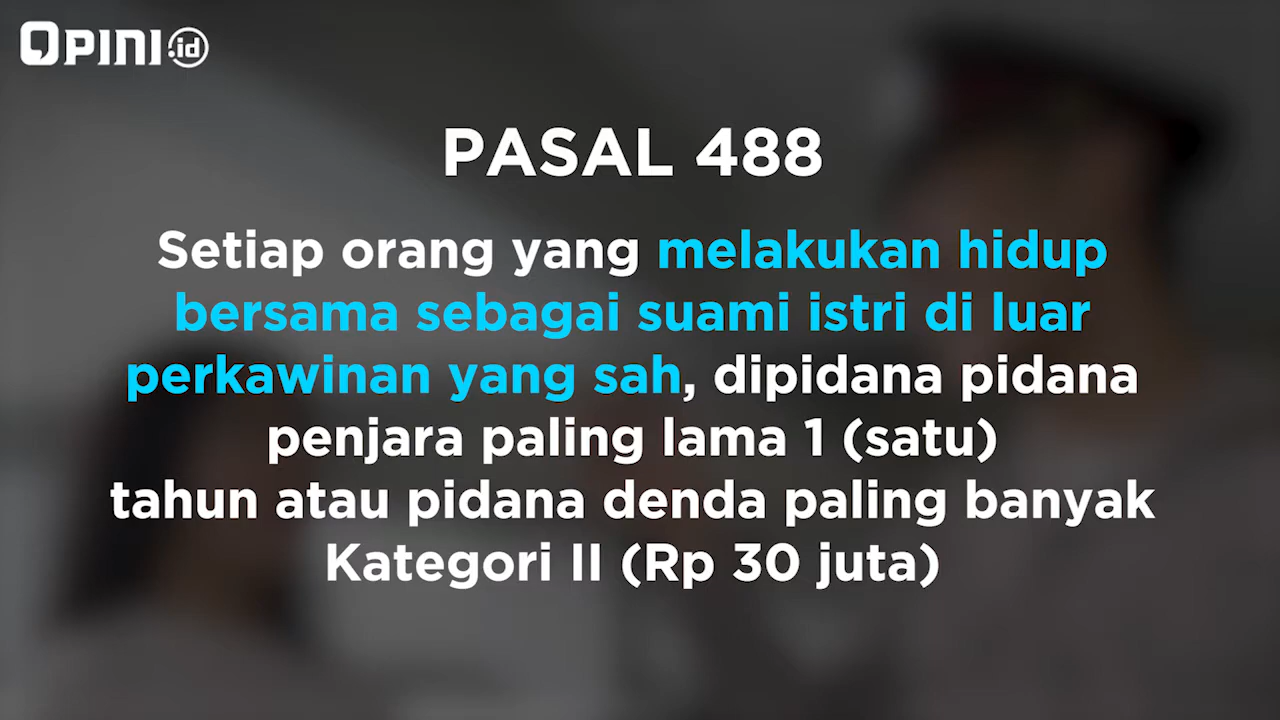 OPINI.id
PASAL 488
Setiap orang yang melakukan hidup
bersama sebagai suami istri di luar
perkawinan yang sah, dipidana pidana
penjara paling lama 1 (satu)
tahun atau pidana denda paling banyak
Kategori II (Rp 30 juta)